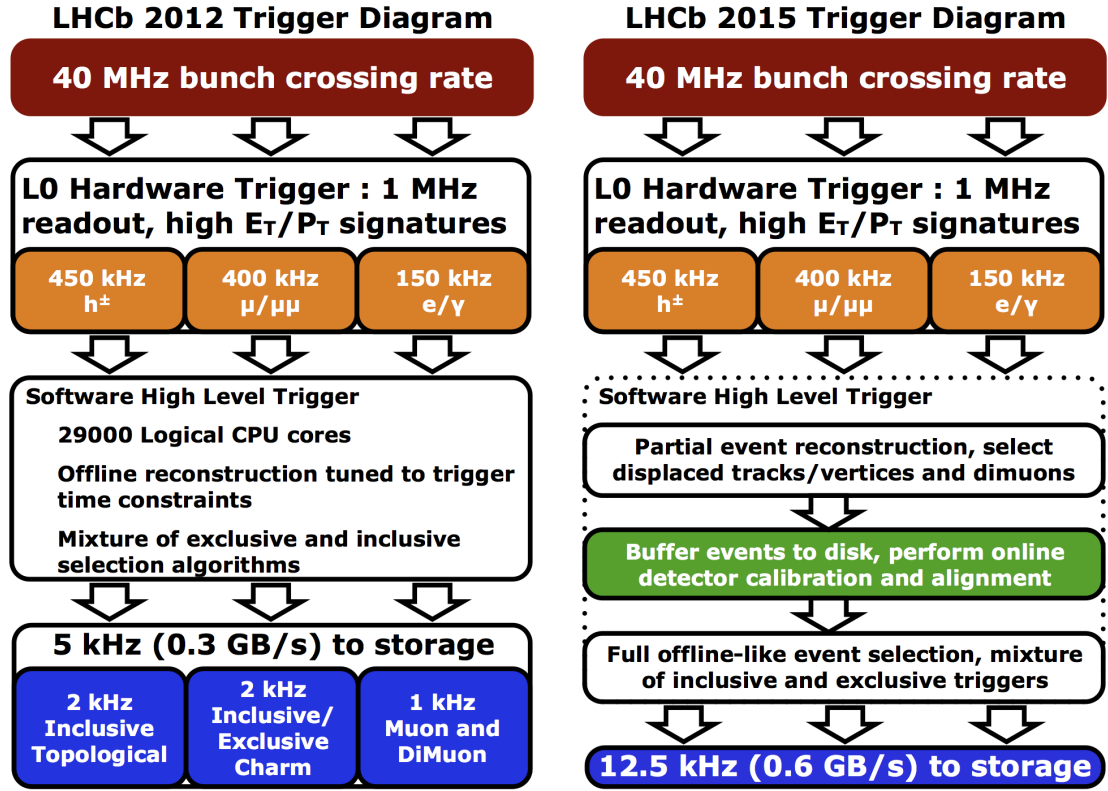 LHCb 2012 Trigger Diagram
40 MHz bunch crossing rate
L0 Hardware Trigger : 1 MHz
readout, high ET/PT signatures
450 kHz
h±
400 kHz
µ/µµ
150 kHz
e/γ
Software High Level Trigger
29000 Logical CPU cores
Offline reconstruction tuned to trigger
time constraints
Mixture of exclusive and inclusive
selection algorithms
5 kHz (0.3 GB/s) to storage
2 kHz
Inclusive
Topological
2 kHz
Inclusive/
Exclusive
Charm
1 kHz
Muon and
DiMuon
LHCb 2015 Trigger Diagram
40 MHz bunch crossing rate
L0 Hardware Trigger : 1 MHz
readout, high ET/PT signatures
450 kHz
h±
400 kHz
µ/µµ
150 kHz
e/γ
Software High Level Trigger
Partial event reconstruction, select
displaced tracks/vertices and dimuons
Buffer events to disk, perform online
detector calibration and alignment
Full offline-like event selection, mixture
of inclusive and exclusive triggers
12.5 kHz (0.6 GB/s) to storage